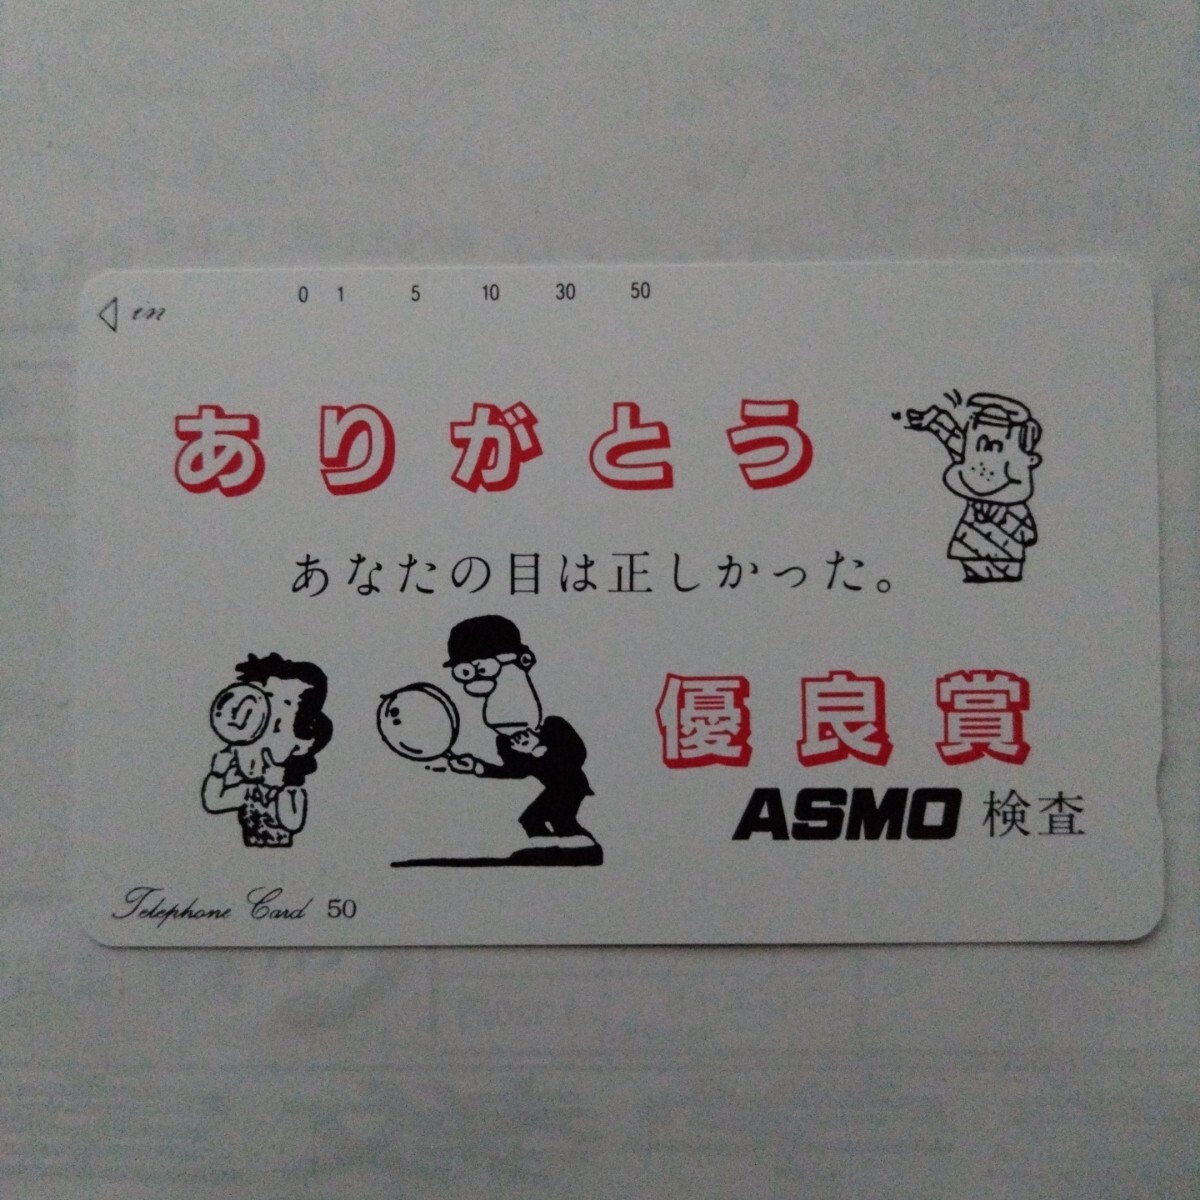 in 0 1 5 10 30 50
ありがとう
あなたの目は正しかった。
優良賞
ASMO 検査
Telephone Card 50